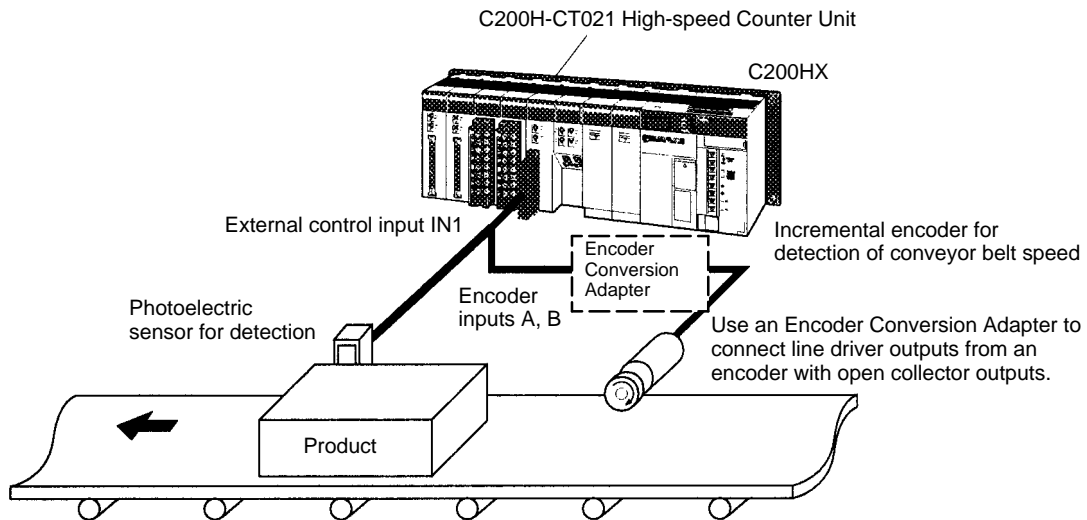 C200H-CT021 High-speed Counter Unit
C200HX
External control input IN1
Encoder
Conversion
Adapter
Incremental encoder for
detection of conveyor belt speed
Encoder
inputs A, B
Photoelectric
sensor for detection
Use an Encoder Conversion Adapter to
connect line driver outputs from an
encoder with open collector outputs.
Product